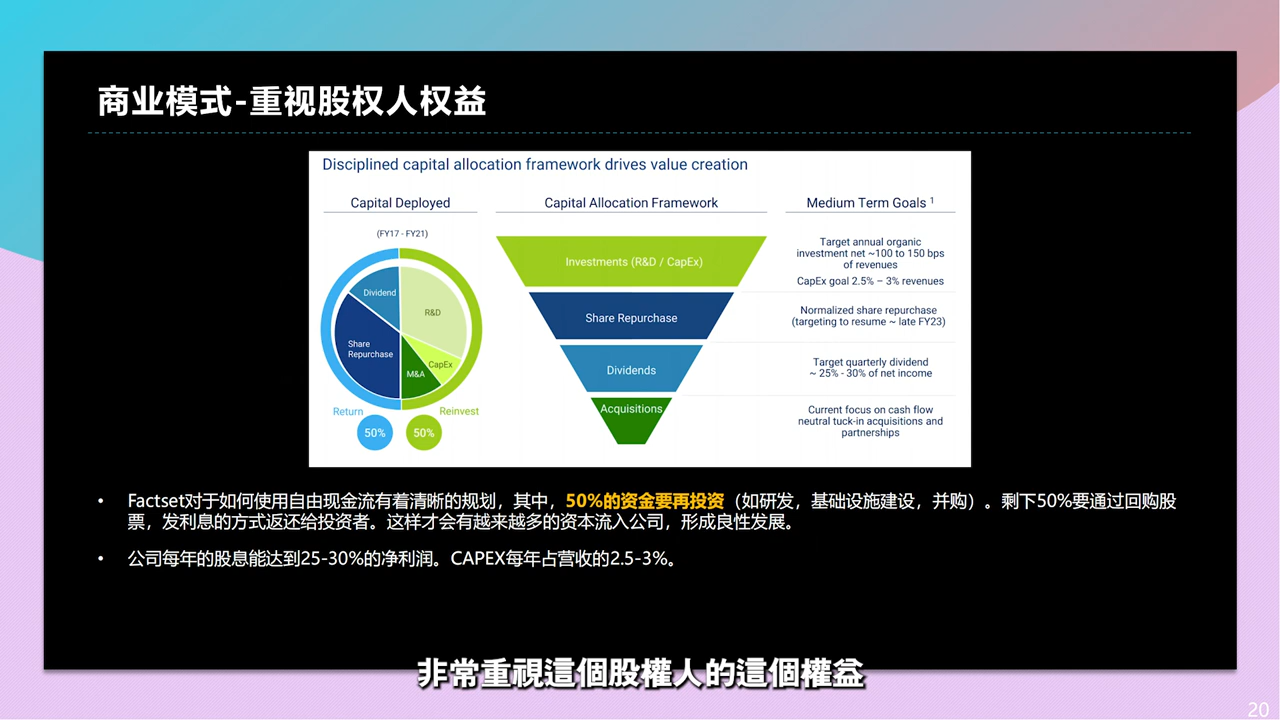 商业模式-重视股权人权益
Disciplined capital allocation framework drives value creation
Capital Deployed
(FY17 - FY21)
Dividend
R&D
Share
Repurchase
CapEx
M&A
Return
Reinvest
50%
50%
Capital Allocation Framework
Investments (R&D / CapEx)
Share Repurchase
Dividends
Acquisitions
Medium Term Goals 1
Target annual organic
investment net ~100 to 150 bps
of revenues
CapEx goal 2.5% – 3% revenues
Normalized share repurchase
(targeting to resume ~ late FY23)
Target quarterly dividend
~ 25% - 30% of net income
Current focus on cash flow
neutral tuck-in acquisitions and
partnerships
• Factset对于如何使用自由现金流有着清晰的规划，其中，50%的资金要再投资（如研发，基础设施建设，并购）。剩下50%要通过回购股
票，发利息的方式返还给投资者。这样才会有越来越多的资本流入公司，形成良性发展。
• 公司每年的股息能达到25-30%的净利润。CAPEX每年占营收的2.5-3%。
非常重視這個股權人的這個權益
20